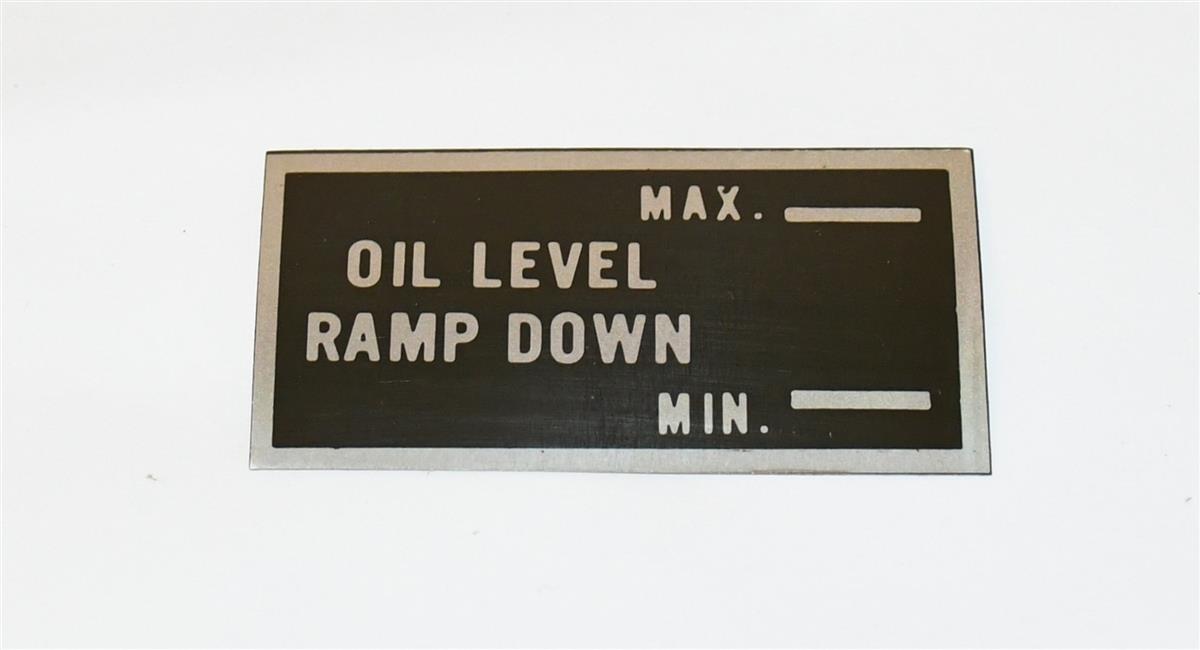 MAX.
OIL LEVEL
RAMP DOWN
MIN.